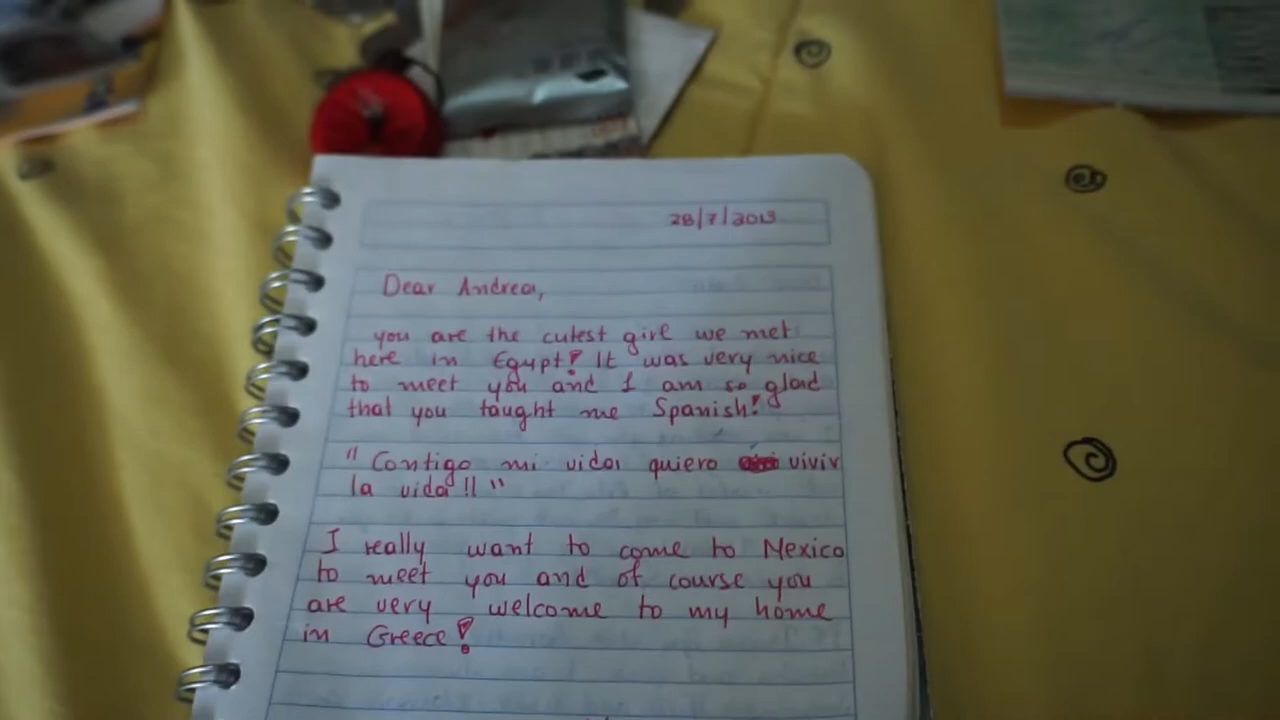 28/7/2013
Dear Andrea,
you are the cutest girl we met
here in Egypt! It was very nice
to meet you and I am so glad
that you taught me Spanish!
"Contigo mi vida, quiero vivir
la vida!!"
I really want to come to Mexico
to meet you and of course you
are very welcome to my home
in Greece!